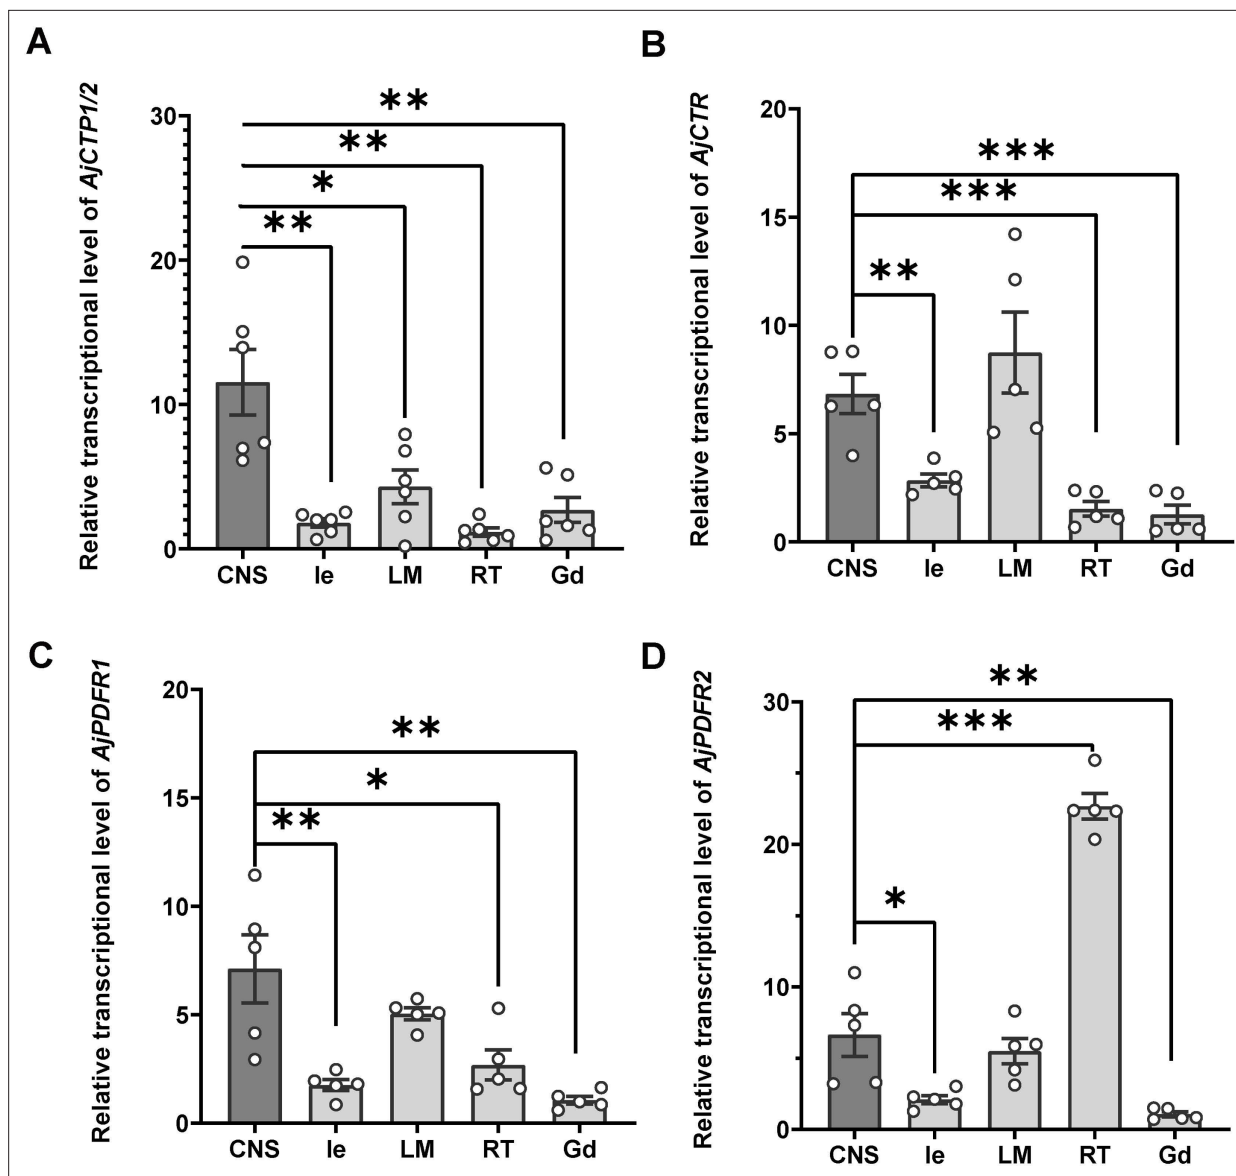 A
Relative transcriptional level of AjCTP1/2
30
20
10
0
**
**
*
**
CNS Ie LM RT Gd
B
Relative transcriptional level of AjCTR
20
15
10
5
0
***
***
**
CNS Ie LM RT Gd
C
Relative transcriptional level of AjPDFR1
20
15
10
5
0
**
*
**
CNS Ie LM RT Gd
D
Relative transcriptional level of AjPDFR2
30
20
10
0
**
***
*
CNS Ie LM RT Gd